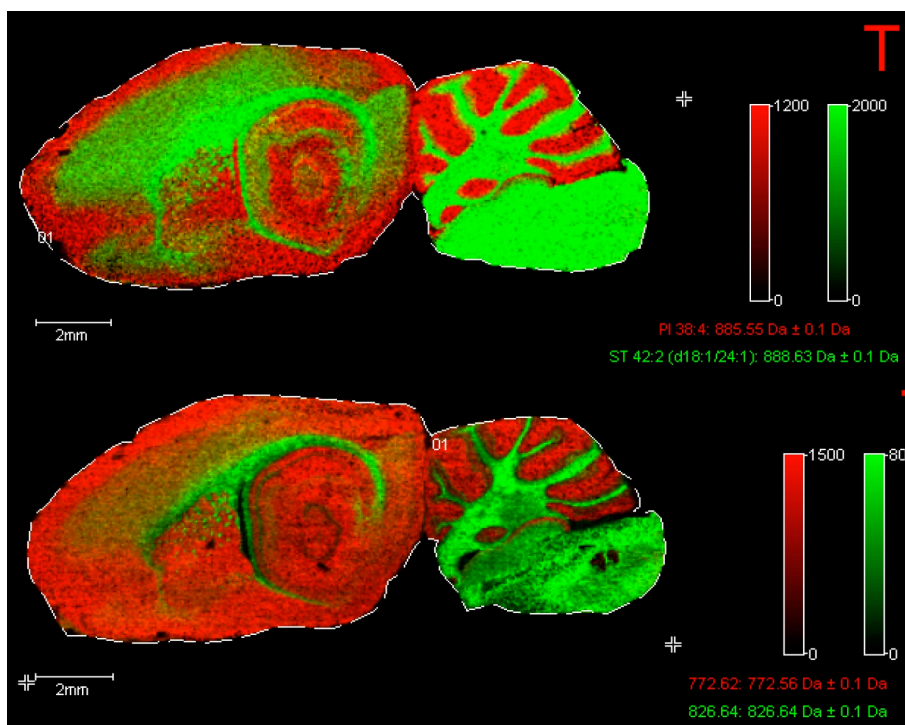 T
1200
2000
01
0
0
2mm
PI 38:4: 885.55 Da ± 0.1 Da
ST 42:2 (d18:1/24:1): 888.63 Da ± 0.1 Da
01
1500
80
0
0
2mm
772.62: 772.56 Da ± 0.1 Da
826.64: 826.64 Da ± 0.1 Da